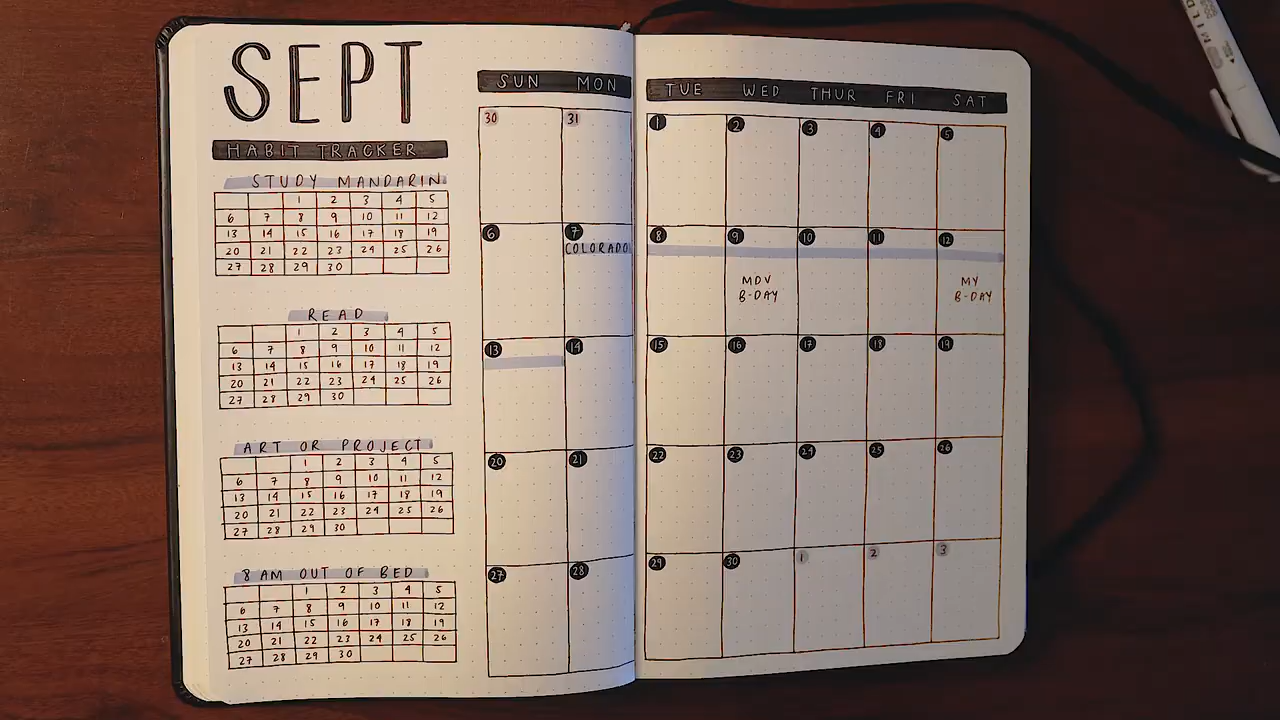 SEPT
HABIT TRACKER
STUDY MANDARIN
1 2 3 4 5
6 7 8 9 10 11 12
13 14 15 16 17 18 19
20 21 22 23 24 25 26
27 28 29 30
READ
1 2 3 4 5
6 7 8 9 10 11 12
13 14 15 16 17 18 19
20 21 22 23 24 25 26
27 28 29 30
ART OR PROJECT
1 2 3 4 5
6 7 8 9 10 11 12
13 14 15 16 17 18 19
20 21 22 23 24 25 26
27 28 29 30
8 AM OUT OF BED
1 2 3 4 5
6 7 8 9 10 11 12
13 14 15 16 17 18 19
20 21 22 23 24 25 26
27 28 29 30
SUN MON TUE WED THUR FRI SAT
30 31 1 2 3 4 5
6 7 8 9 10 11 12
COLORADO
MDV MY
B-DAY B-DAY
13 14 15 16 17 18 19
20 21 22 23 24 25 26
27 28 29 30 1 2 3